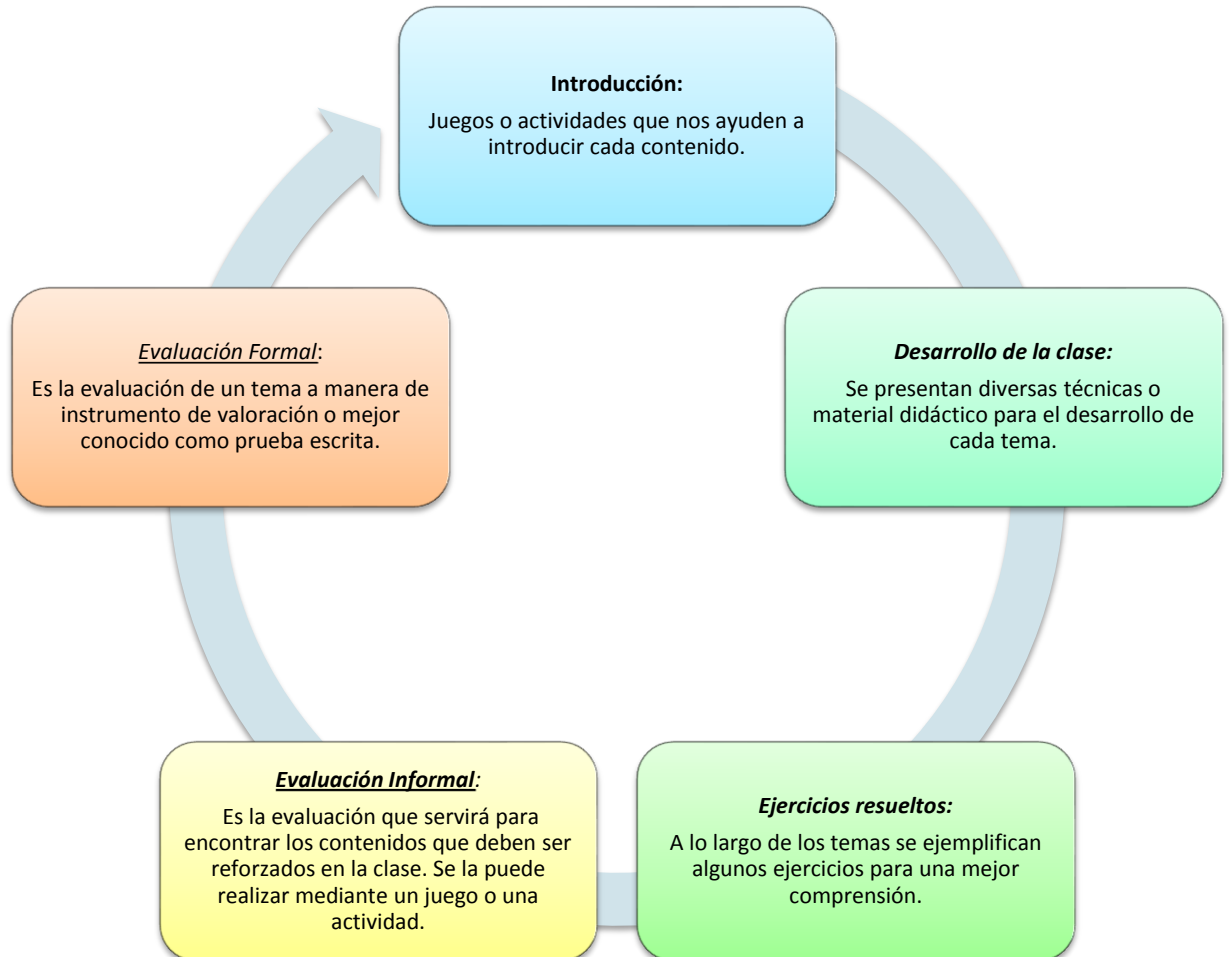 Introducción:
Juegos o actividades que nos ayuden a
introducir cada contenido.
Desarrollo de la clase:
Se presentan diversas técnicas o
material didáctico para el desarrollo de
cada tema.
Ejercicios resueltos:
A lo largo de los temas se ejemplifican
algunos ejercicios para una mejor
comprensión.
Evaluación Informal:
Es la evaluación que servirá para
encontrar los contenidos que deben ser
reforzados en la clase. Se la puede
realizar mediante un juego o una
actividad.
Evaluación Formal:
Es la evaluación de un tema a manera de
instrumento de valoración o mejor
conocido como prueba escrita.